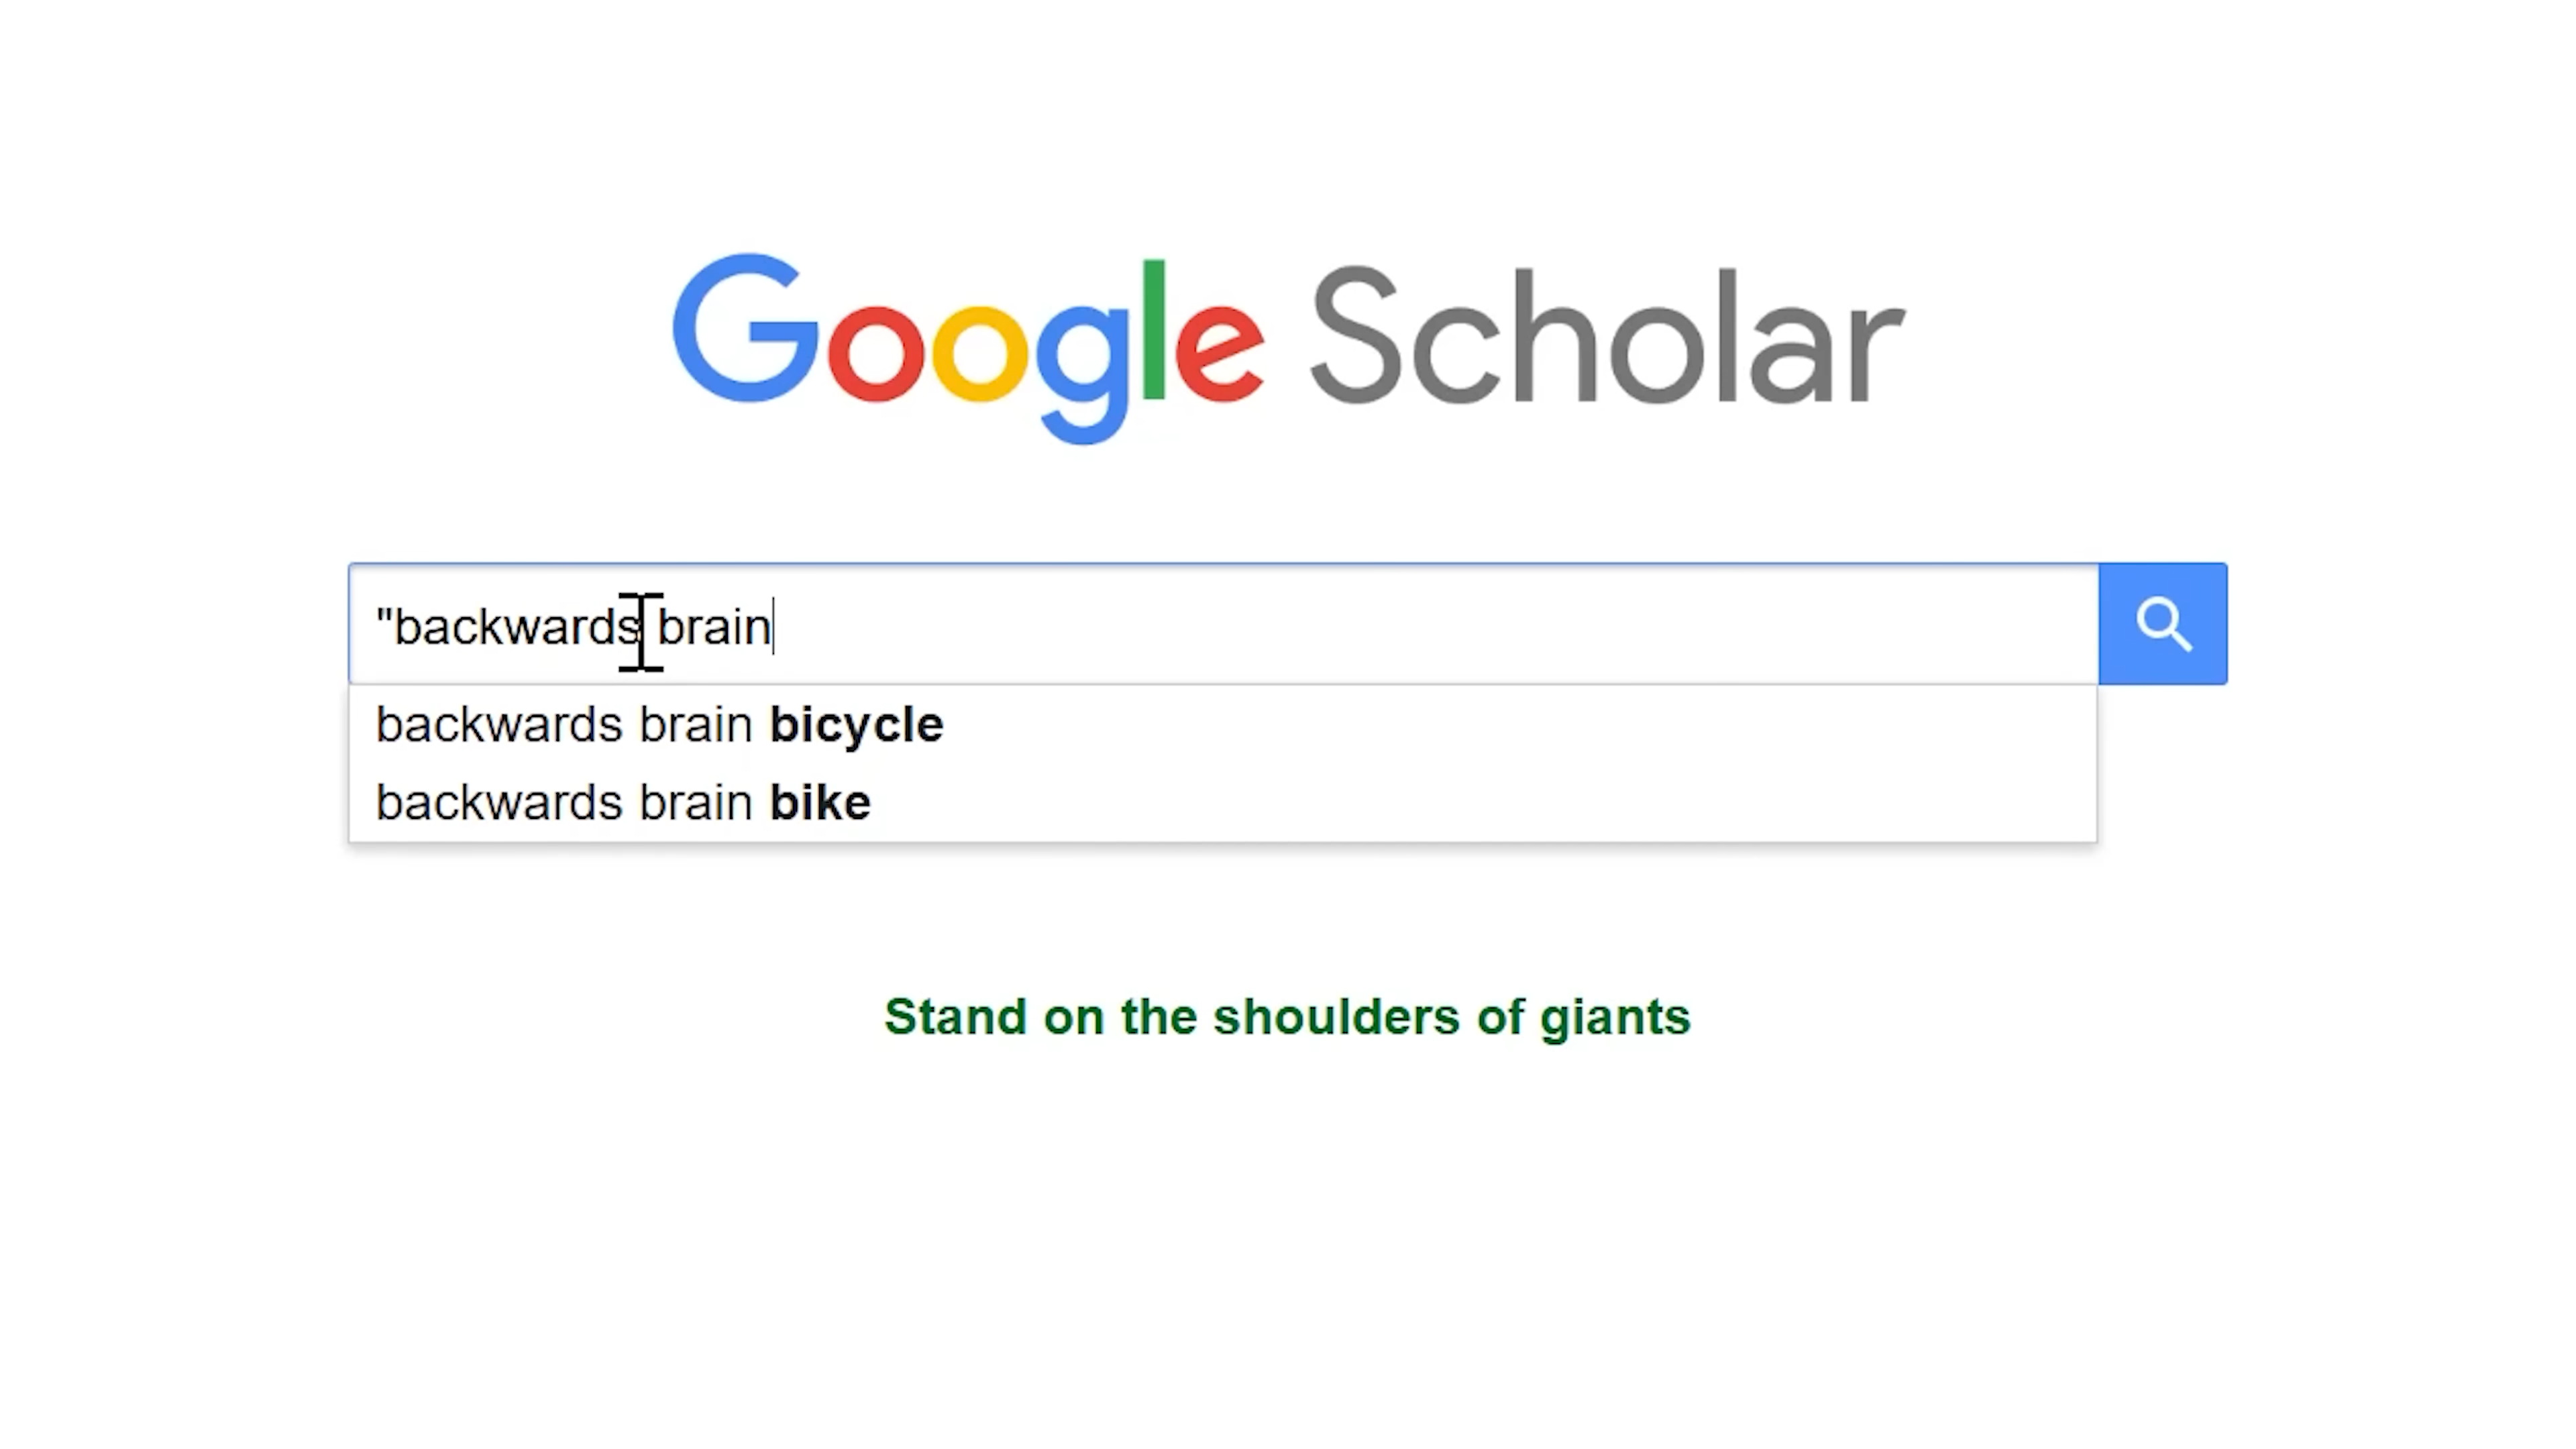 Google Scholar
"backwards brain
backwards brain bicycle
backwards brain bike
Stand on the shoulders of giants